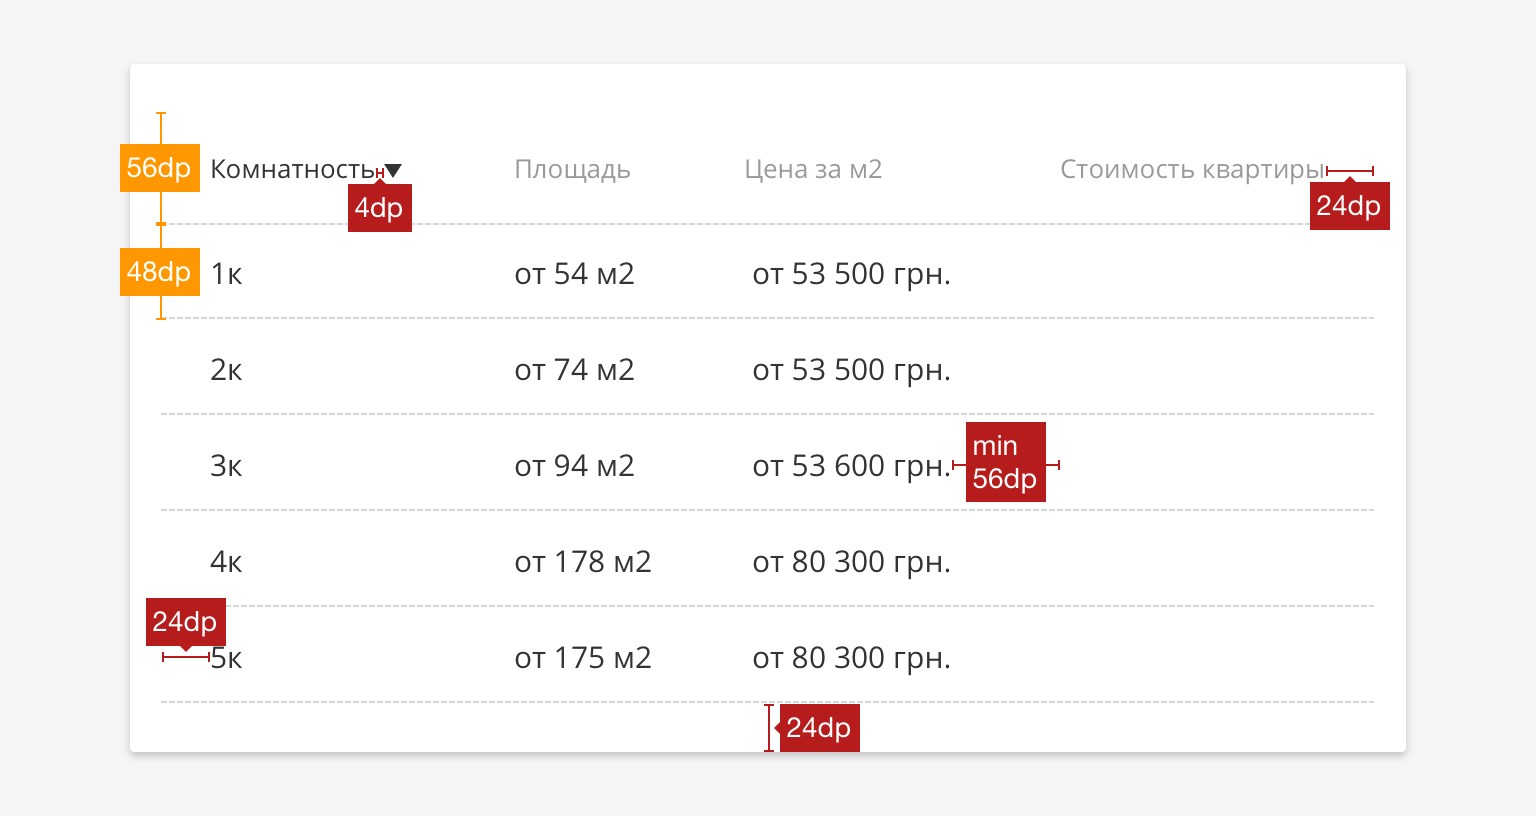 56dp Комнатность Площадь Цена за м2 Стоимость квартиры
4dp 24dp
48dp 1к от 54 м2 от 53 500 грн.
2к от 74 м2 от 53 500 грн.
3к от 94 м2 от 53 600 грн. min
56dp
4к от 178 м2 от 80 300 грн.
24dp
5к от 175 м2 от 80 300 грн.
24dp